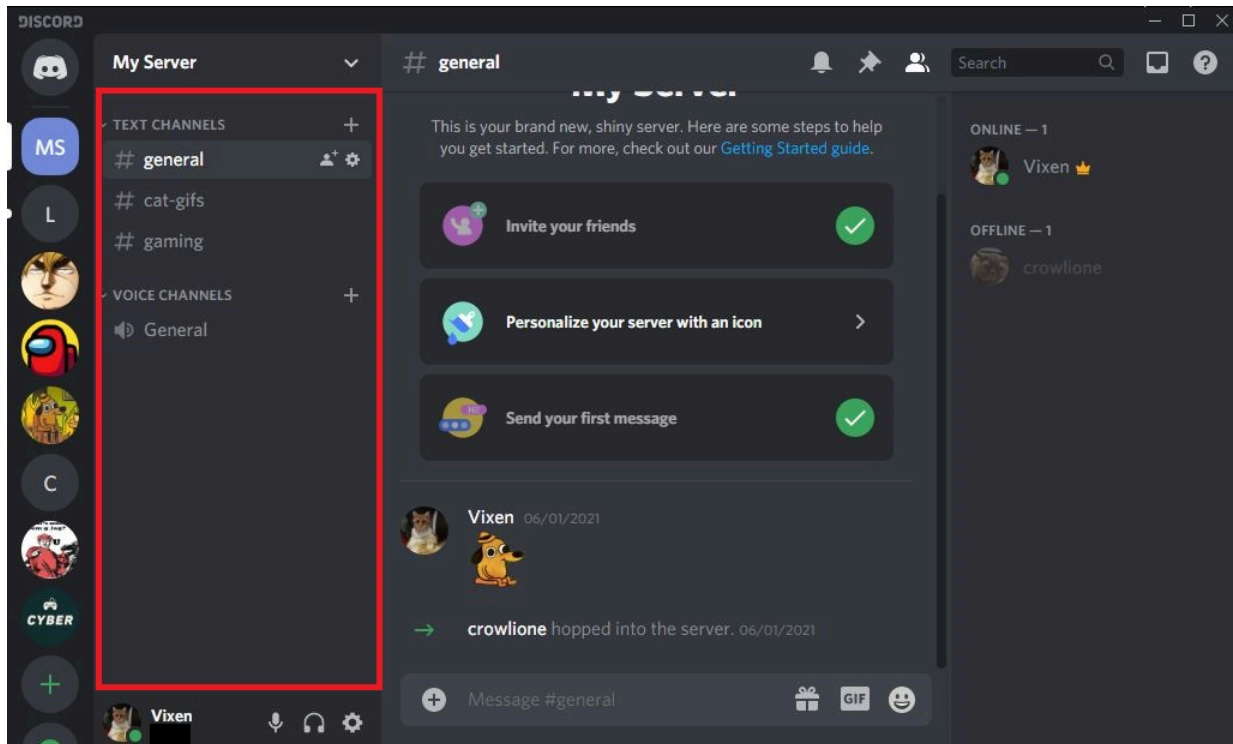 DISCORD
My Server
general
Search
MS
L
C
CYBER
TEXT CHANNELS
general
cat-gifs
gaming
VOICE CHANNELS
General
Vixen
My Server
This is your brand new, shiny server. Here are some steps to help
you get started. For more, check out our Getting Started guide.
Invite your friends
Personalize your server with an icon
Send your first message
Vixen 06/01/2021
crowlione hopped into the server. 06/01/2021
Message #general
GIF
ONLINE — 1
Vixen
OFFLINE — 1
crowlione